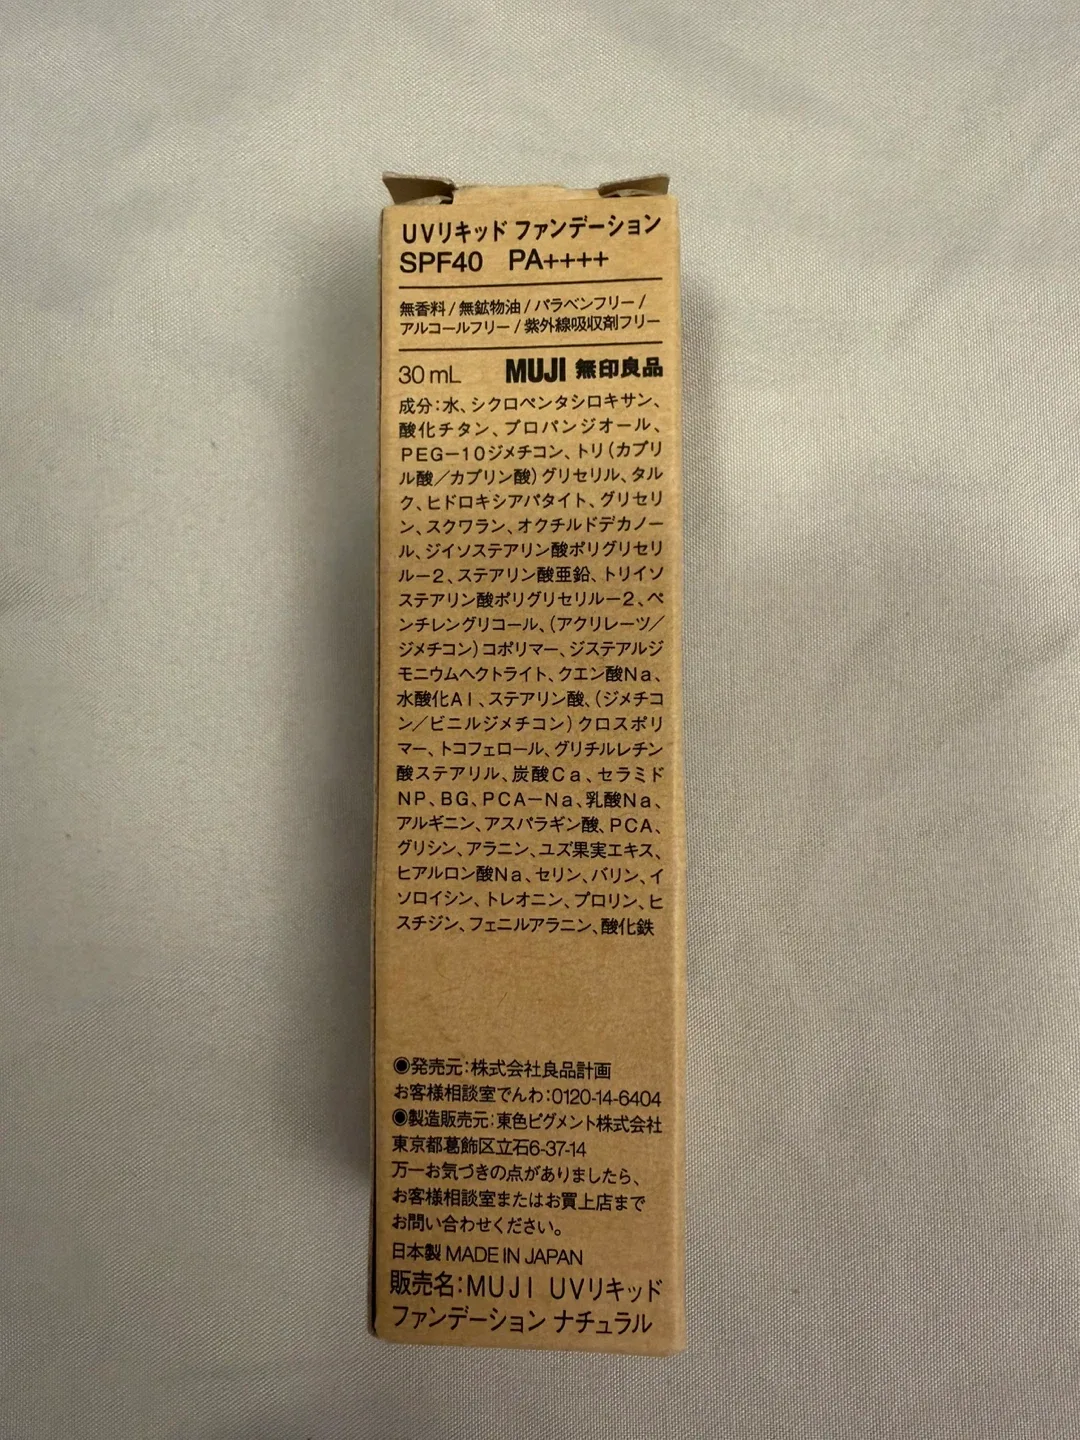 UVリキッド ファンデーション
SPF40 PA++++
無香料/無鉱物油/パラベンフリー/
アルコールフリー/紫外線吸収剤フリー
30 mL MUJI 無印良品
成分:水、シクロペンタシロキサン、
酸化チタン、プロパンジオール、
PEG-10ジメチコン、トリ(カプリ
ル酸/カプリン酸)グリセリル、タル
ク、ヒドロキシアパタイト、グリセリ
ン、スクワラン、オクチルドデカノー
ル、ジイソステアリン酸ポリグリセリ
ル-2、ステアリン酸亜鉛、トリイソ
ステアリン酸ポリグリセリル-2、ペ
ンチレングリコール、(アクリレーツ/
ジメチコン)コポリマー、ジステアルジ
モニウムヘクトライト、クエン酸Na、
水酸化Al、ステアリン酸、(ジメチコ
ン/ビニルジメチコン)クロスポリ
マー、トコフェロール、グリチルレチン
酸ステアリル、炭酸Ca、セラミド
NP、BG、PCA-Na、乳酸Na、
アルギニン、アスパラギン酸、PCA、
グリシン、アラニン、ユズ果実エキス、
ヒアルロン酸Na、セリン、バリン、イ
ソロイシン、トレオニン、プロリン、ヒ
スチジン、フェニルアラニン、酸化鉄
◉発売元:株式会社良品計画
お客様相談室でんわ:0120-14-6404
◉製造販売元:東色ピグメント株式会社
東京都葛飾区立石6-37-14
万一お気づきの点がありましたら、
お客様相談室またはお買上店まで
お問い合わせください。
日本製 MADE IN JAPAN
販売名:MUJI UVリキッド
ファンデーション ナチュラル